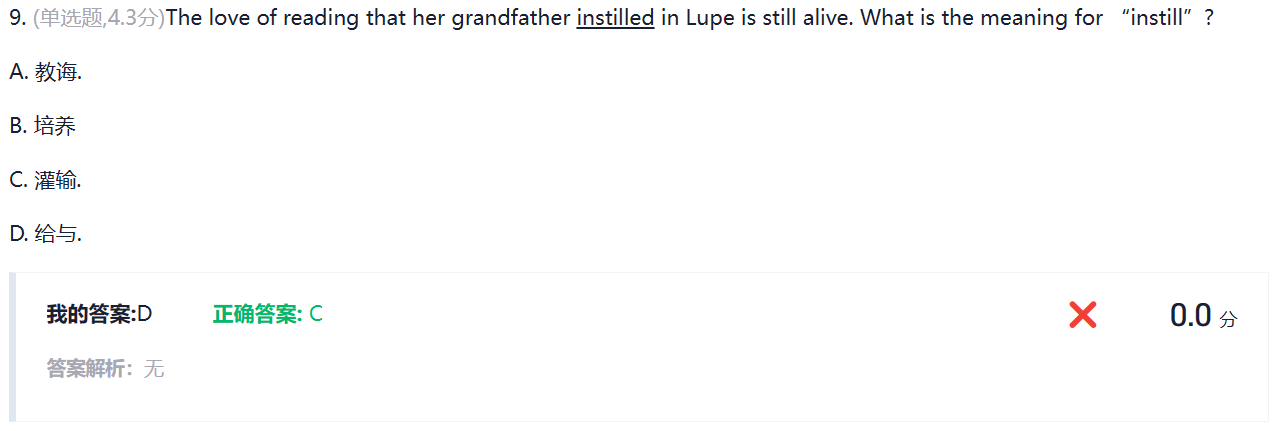 9. (单选题,4.3分)The love of reading that her grandfather instilled in Lupe is still alive. What is the meaning for “instill”?
A. 教诲.
B. 培养
C. 灌输.
D. 给与.
我的答案:D 正确答案: C 0.0 分
答案解析：无